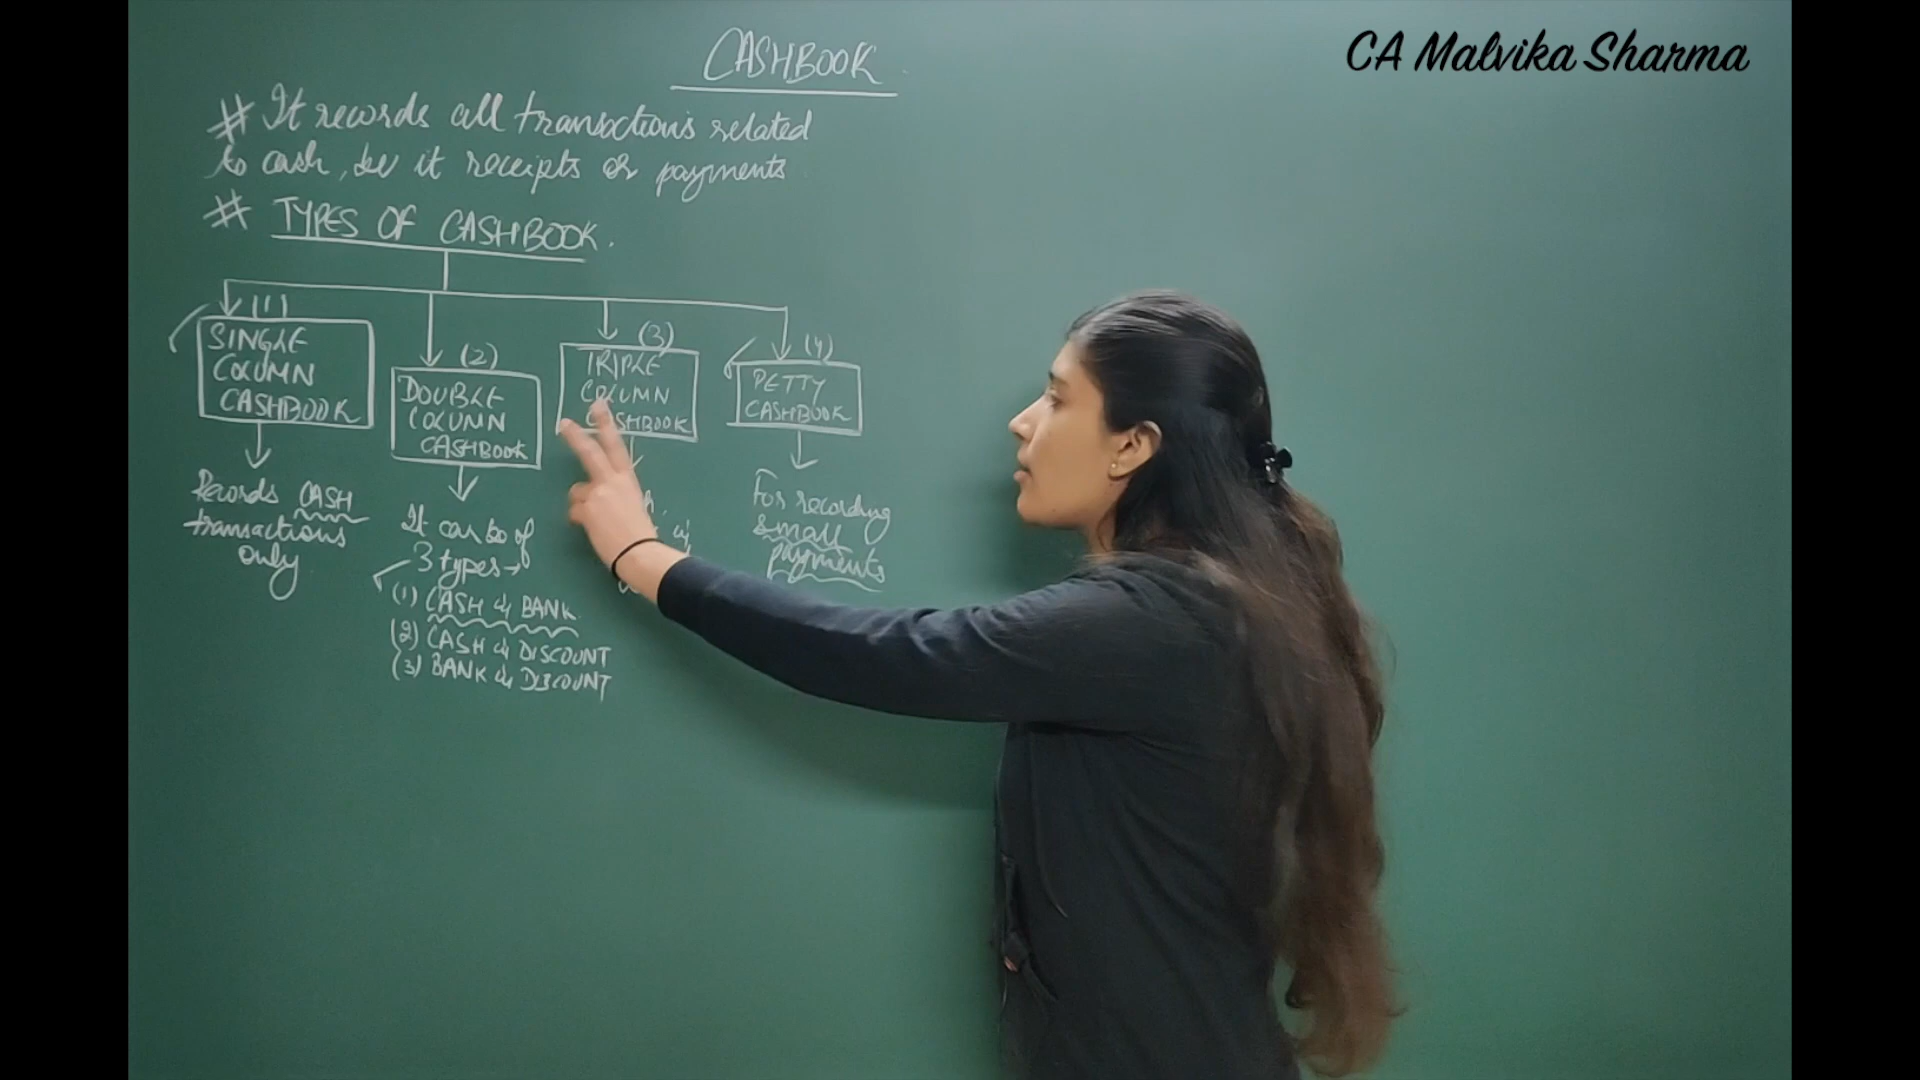 CASHBOOK.
CA Malvika Sharma
# It records all transactions related
to cash, be it receipts or payments
# TYPES OF CASHBOOK.
(1)
SINGLE
COLUMN
CASHBOOK
Records CASH
transactions
only
(2)
DOUBLE
COLUMN
CASHBOOK
It can be of
3 types→
(1) CASH & BANK
(2) CASH & DISCOUNT
(3) BANK & DISCOUNT
(3)
TRIPLE
COLUMN
CASHBOOK
(4)
PETTY
CASHBOOK
For recording
small
payments